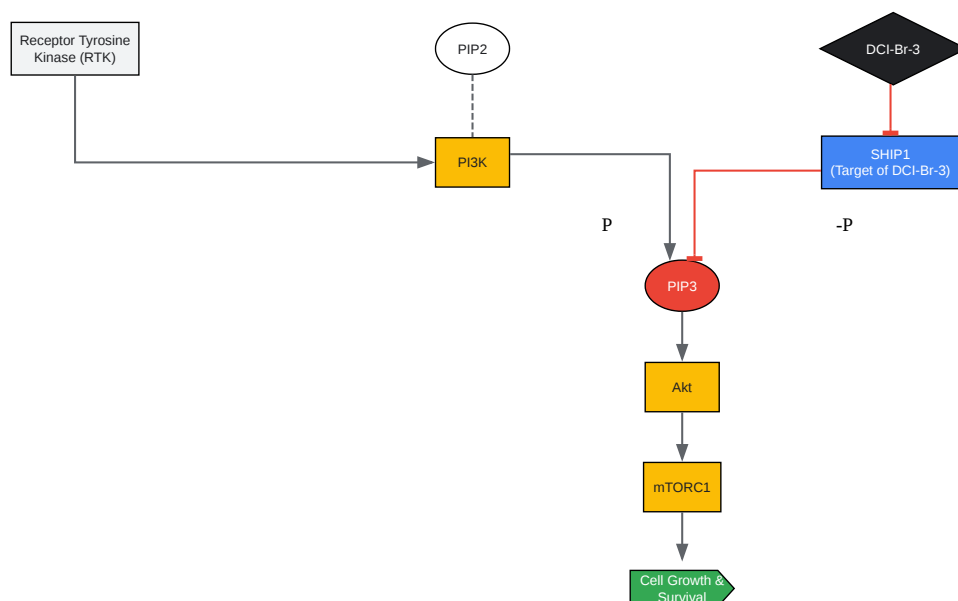 Receptor Tyrosine
Kinase (RTK)
PIP2
DCI-Br-3
PI3K
SHIP1
(Target of DCI-Br-3)
P
-P
PIP3
Akt
mTORC1
Cell Growth &
Survival